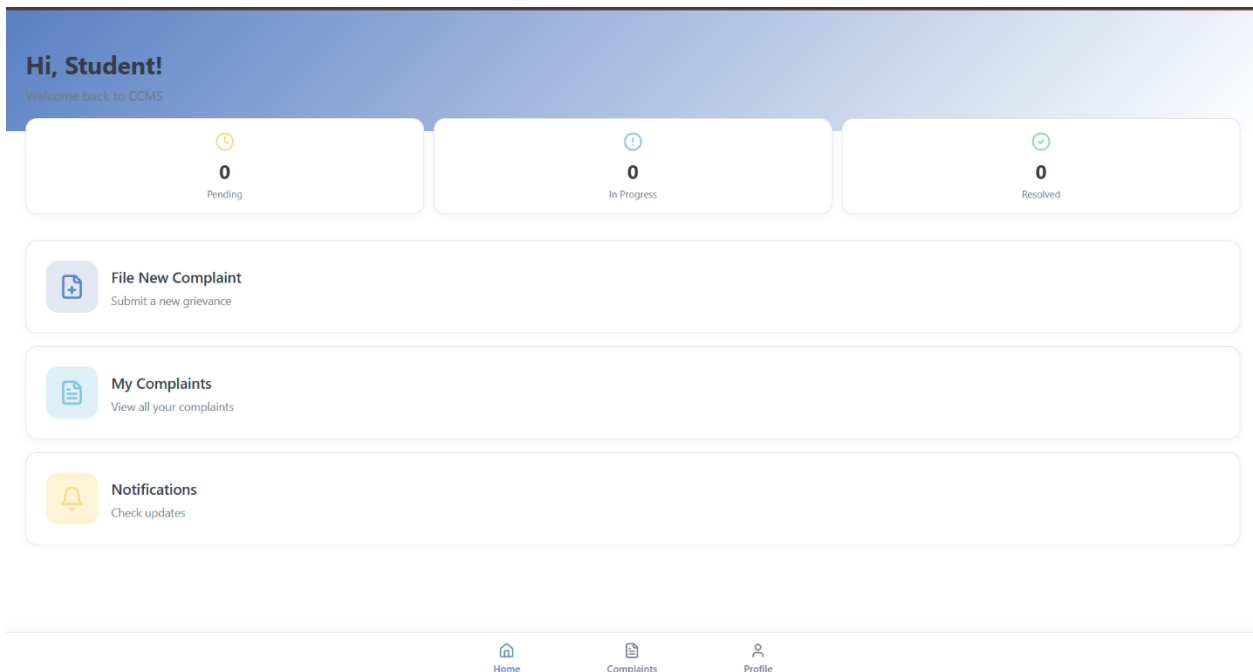 Hi, Student!
Welcome back to CCMS
0
Pending
0
In Progress
0
Resolved
File New Complaint
Submit a new grievance
My Complaints
View all your complaints
Notifications
Check updates
Home
Complaints
Profile